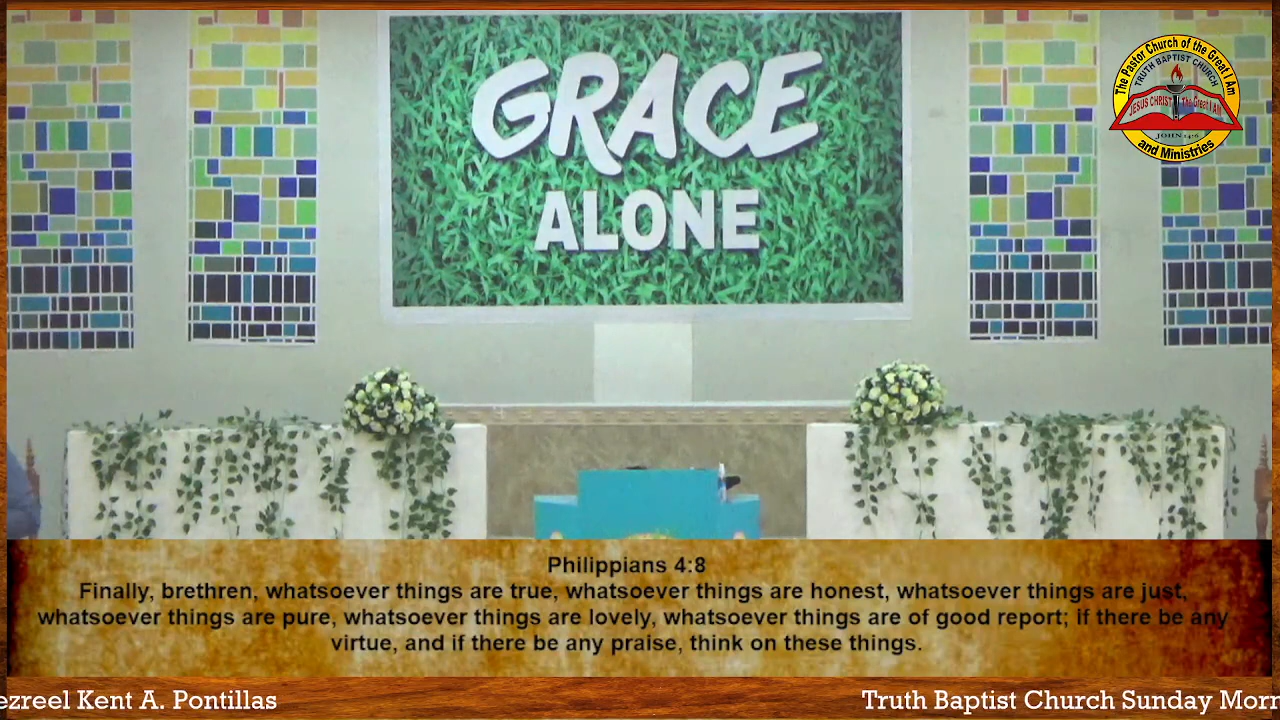 GRACE
ALONE
The Pastor Church of the Great I Am
TRUTH BAPTIST CHURCH
JESUS CHRIST The Great I AM
JOHN 14:6
and Ministries
Philippians 4:8
Finally, brethren, whatsoever things are true, whatsoever things are honest, whatsoever things are just,
whatsoever things are pure, whatsoever things are lovely, whatsoever things are of good report; if there be any
virtue, and if there be any praise, think on these things.
ezreel Kent A. Pontillas
Truth Baptist Church Sunday Morn